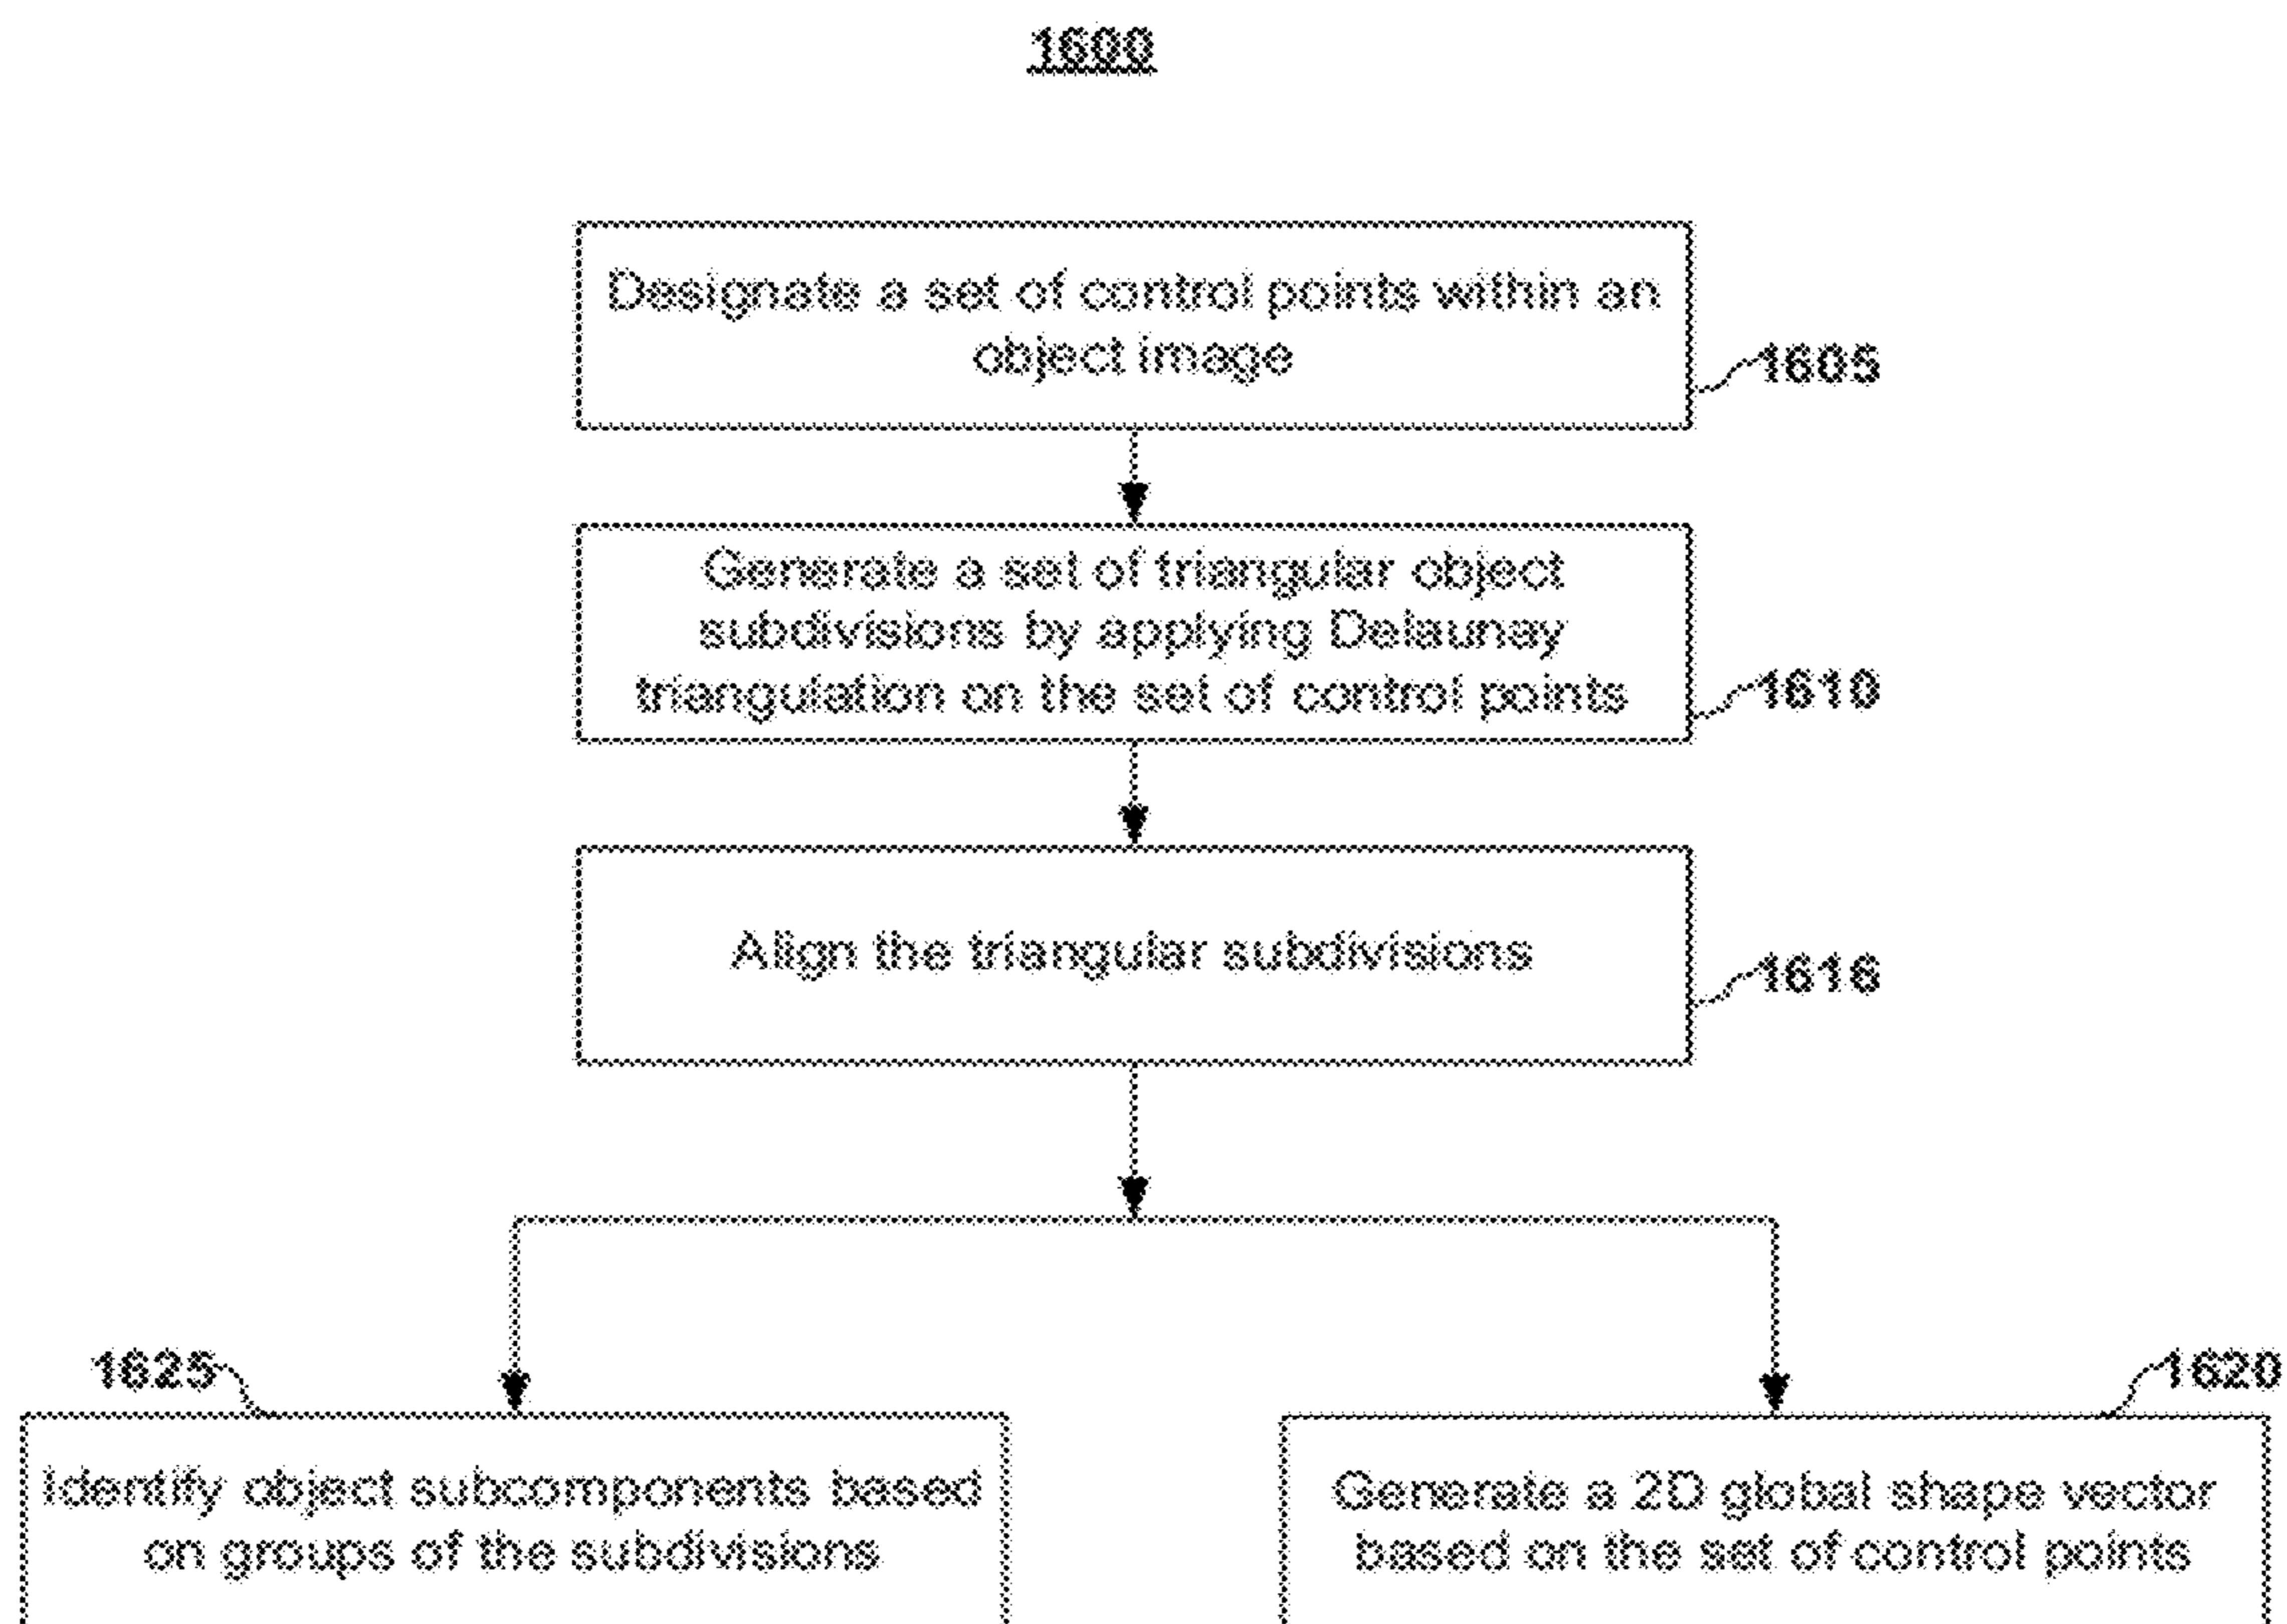 1600
Designate a set of control points within an
object image
1605
Generate a set of triangular object
subdivisions by applying Delaunay
triangulation on the set of control points
1610
Align the triangular subdivisions
1616
1625
1620
Identify object subcomponents based
on groups of the subdivisions
Generate a 2D global shape vector
based on the set of control points